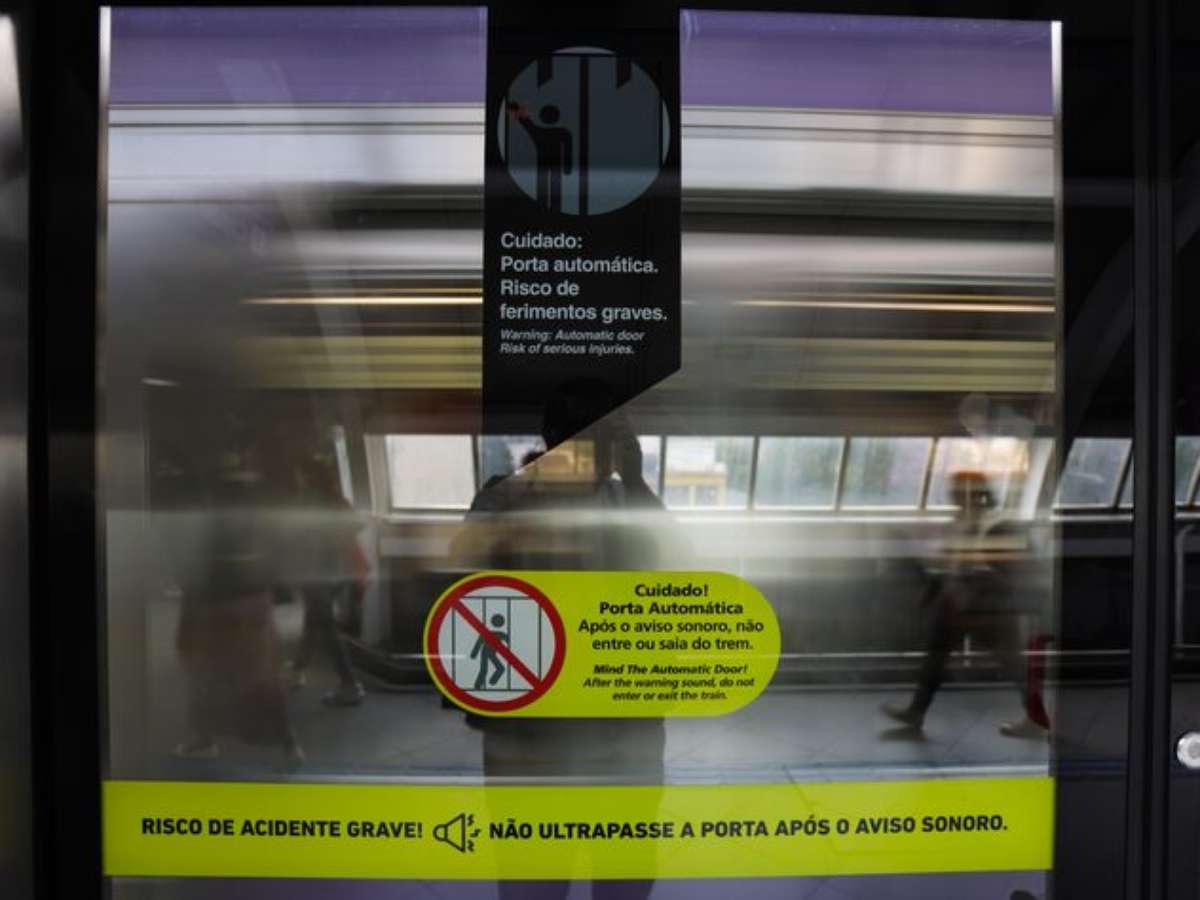 Cuidado:
Porta automática.
Risco de
ferimentos graves.
Warning: Automatic door
Risk of serious injuries.
Cuidado!
Porta Automática
Após o aviso sonoro, não
entre ou saia do trem.
Mind The Automatic Door!
After the warning sound, do not
enter or exit the train.
RISCO DE ACIDENTE GRAVE! NÃO ULTRAPASSE A PORTA APÓS O AVISO SONORO.